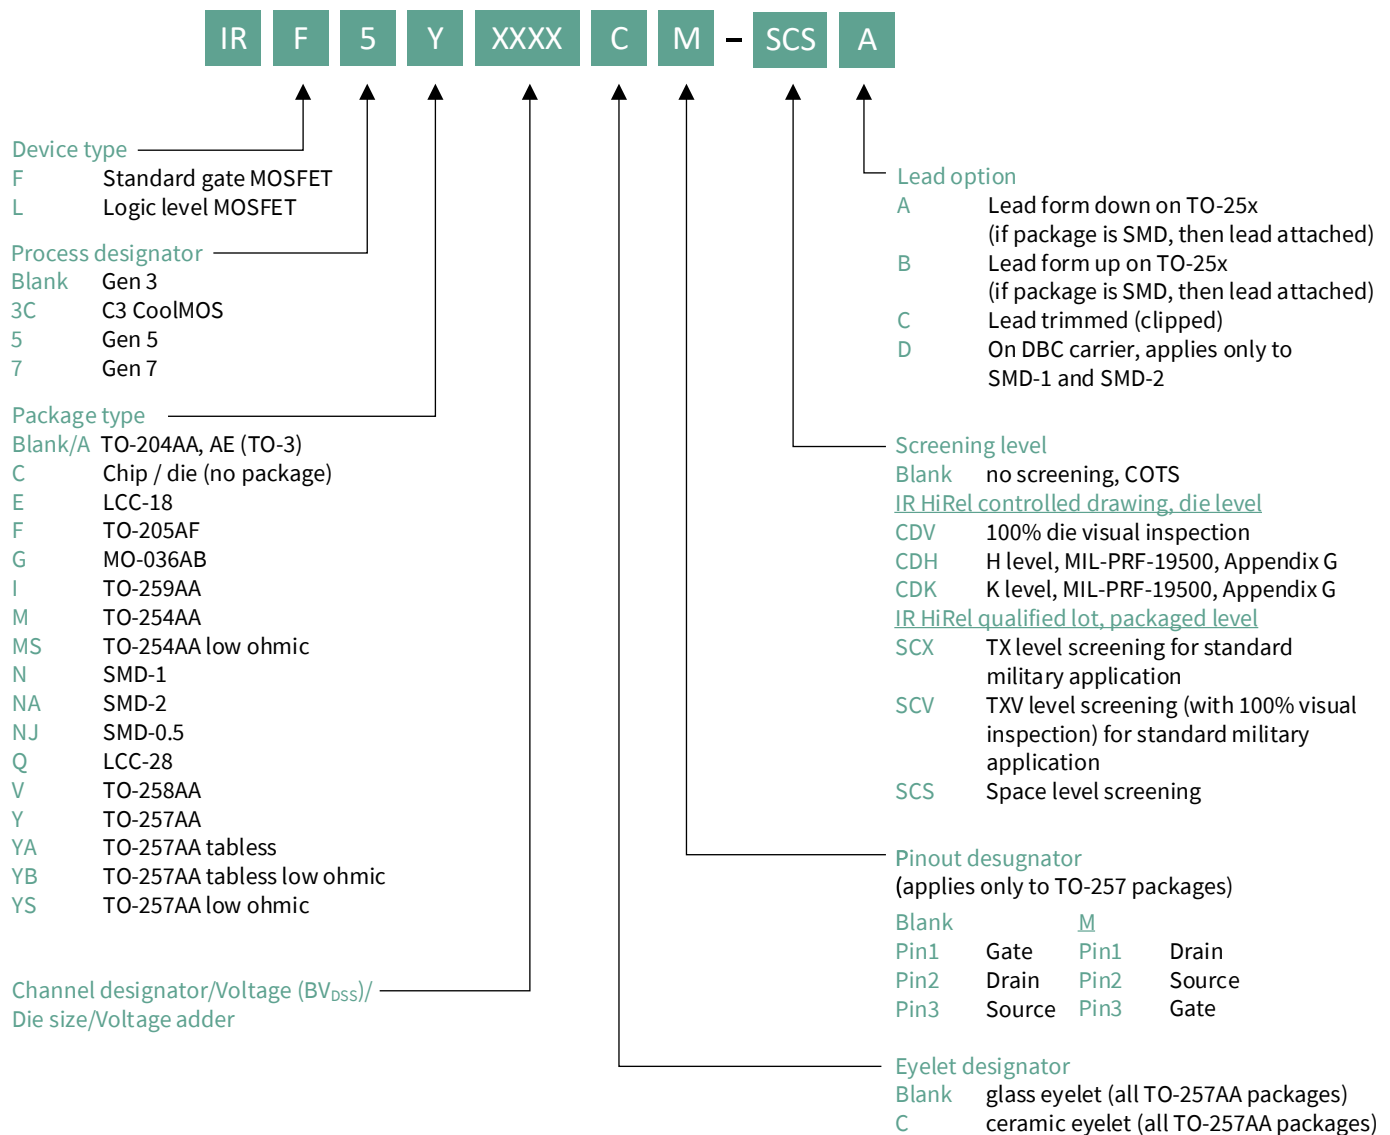 IR F 5 Y XXXX C M – SCS A
Device type
F Standard gate MOSFET
L Logic level MOSFET
Process designator
Blank Gen 3
3C C3 CoolMOS
5 Gen 5
7 Gen 7
Package type
Blank/A TO-204AA, AE (TO-3)
C Chip / die (no package)
E LCC-18
F TO-205AF
G MO-036AB
I TO-259AA
M TO-254AA
MS TO-254AA low ohmic
N SMD-1
NA SMD-2
NJ SMD-0.5
Q LCC-28
V TO-258AA
Y TO-257AA
YA TO-257AA tabless
YB TO-257AA tabless low ohmic
YS TO-257AA low ohmic
Channel designator/Voltage (BVDSS)/
Die size/Voltage adder
Lead option
A Lead form down on TO-25x
(if package is SMD, then lead attached)
B Lead form up on TO-25x
(if package is SMD, then lead attached)
C Lead trimmed (clipped)
D On DBC carrier, applies only to
SMD-1 and SMD-2
Screening level
Blank no screening, COTS
IR HiRel controlled drawing, die level
CDV 100% die visual inspection
CDH H level, MIL-PRF-19500, Appendix G
CDK K level, MIL-PRF-19500, Appendix G
IR HiRel qualified lot, packaged level
SCX TX level screening for standard
military application
SCV TXV level screening (with 100% visual
inspection) for standard military
application
SCS Space level screening
Pinout desugnator
(applies only to TO-257 packages)
Blank M
Pin1 Gate Pin1 Drain
Pin2 Drain Pin2 Source
Pin3 Source Pin3 Gate
Eyelet designator
Blank glass eyelet (all TO-257AA packages)
C ceramic eyelet (all TO-257AA packages)